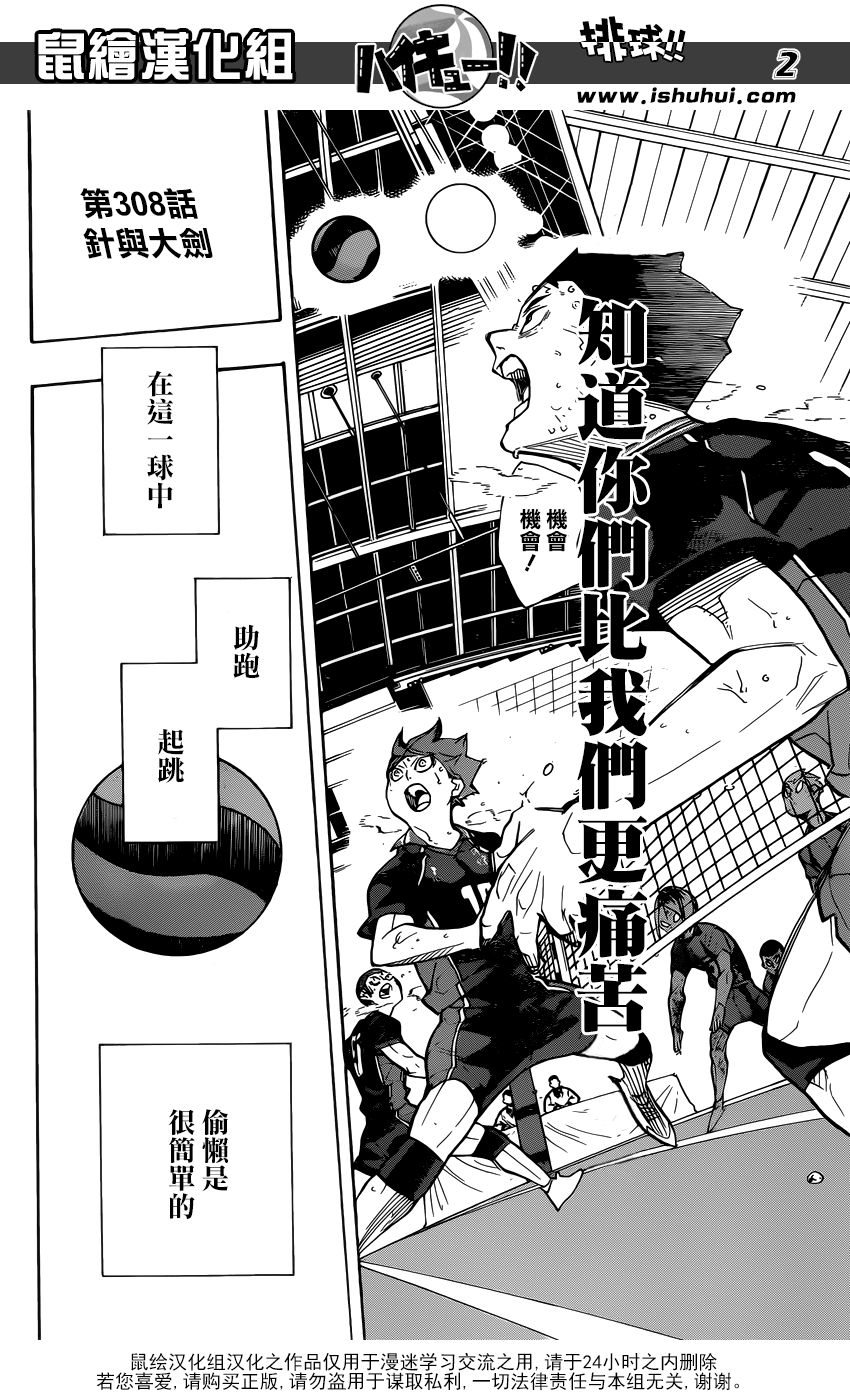 鼠繪漢化組
ハイキュー!!
排球!!
2
www.ishuhui.com
第308話
針與大劍
知道你們比我們更痛苦
機會
機會!
在這一球中
助跑
起跳
偷懶是
很簡單的
鼠绘汉化组汉化之作品仅用于漫迷学习交流之用,请于24小时之内删除
若您喜爱,请购买正版,请勿盗用于谋取私利,一切法律责任与本组无关,谢谢。